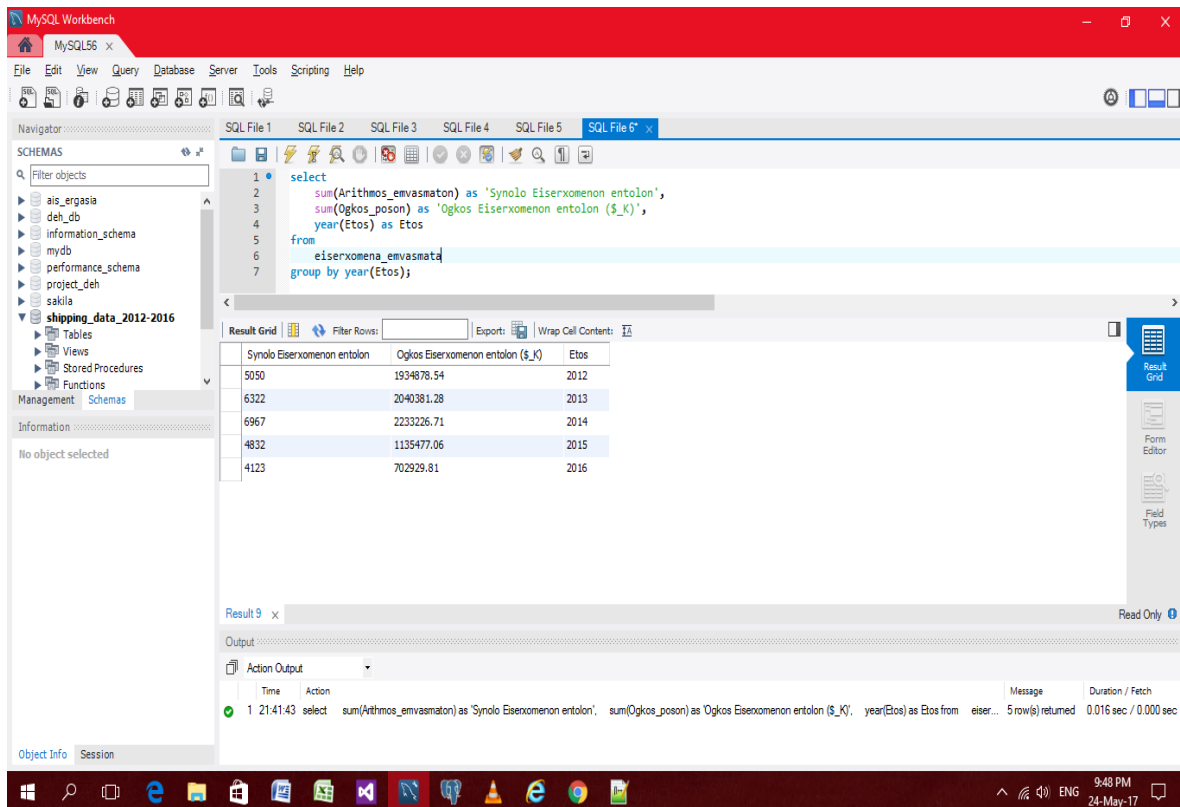 MySQL Workbench
MySQL56 ×
File Edit View Query Database Server Tools Scripting Help
Navigator
SCHEMAS
Filter objects
ais_ergasia
deh_db
information_schema
mydb
performance_schema
project_deh
sakila
shipping_data_2012-2016
Tables
Views
Stored Procedures
Functions
Management Schemas
Information
No object selected
Object Info Session
SQL File 1 SQL File 2 SQL File 3 SQL File 4 SQL File 5 SQL File 6* ×
1 select
2 sum(Arithmos_emvasmaton) as 'Synolo Eiserxomenon entolon',
3 sum(Ogkos_poson) as 'Ogkos Eiserxomenon entolon ($_K)',
4 year(Etos) as Etos
5 from
6 eiserxomena_emvasmata
7 group by year(Etos);
Result Grid Filter Rows: Export: Wrap Cell Content:
Synolo Eiserxomenon entolon Ogkos Eiserxomenon entolon ($_K) Etos
5050 1934878.54 2012
6322 2040381.28 2013
6967 2233226.71 2014
4832 1135477.06 2015
4123 702929.81 2016
Result Grid
Form Editor
Field Types
Result 9 × Read Only
Output
Action Output
Time Action Message Duration / Fetch
1 21:41:43 select sum(Arithmos_emvasmaton) as 'Synolo Eiserxomenon entolon', sum(Ogkos_poson) as 'Ogkos Eiserxomenon entolon ($_K)', year(Etos) as Etos from eiser... 5 row(s) returned 0.016 sec / 0.000 sec
ENG
9:48 PM
24-May-17